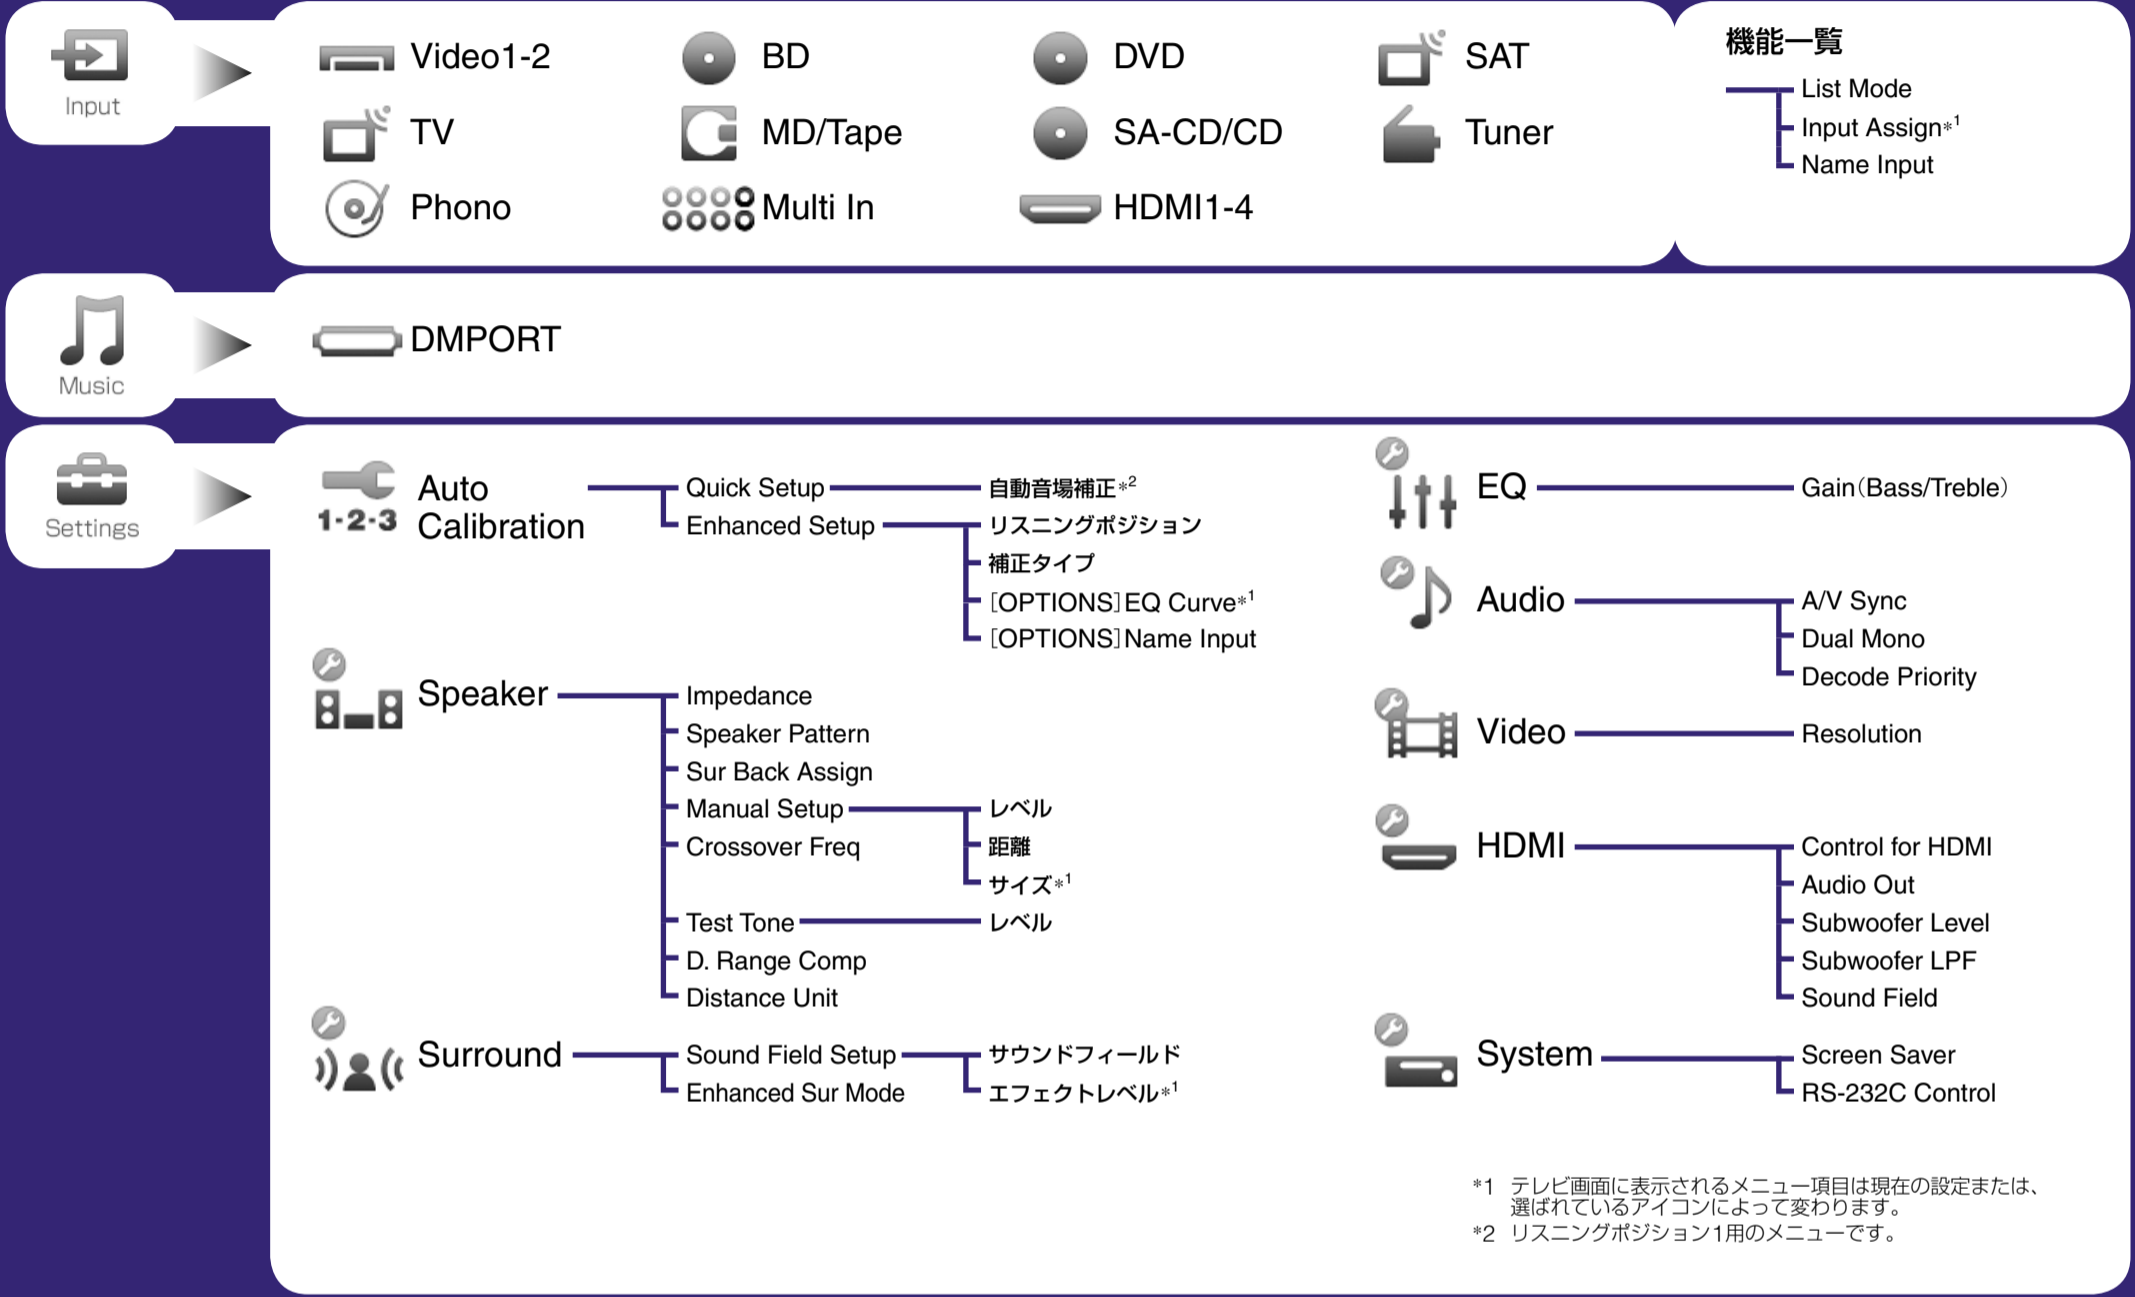 Input
Video1-2
BD
DVD
SAT
TV
MD/Tape
SA-CD/CD
Tuner
Phono
Multi In
HDMI1-4
機能一覧
List Mode
Input Assign*1
Name Input
Music
DMPORT
Settings
1-2-3
Auto
Calibration
Quick Setup
自動音場補正*2
Enhanced Setup
リスニングポジション
補正タイプ
[OPTIONS]EQ Curve*1
[OPTIONS]Name Input
Speaker
Impedance
Speaker Pattern
Sur Back Assign
Manual Setup
レベル
距離
サイズ*1
Crossover Freq
Test Tone
レベル
D. Range Comp
Distance Unit
Surround
Sound Field Setup
サウンドフィールド
エフェクトレベル*1
Enhanced Sur Mode
EQ
Gain(Bass/Treble)
Audio
A/V Sync
Dual Mono
Decode Priority
Video
Resolution
HDMI
Control for HDMI
Audio Out
Subwoofer Level
Subwoofer LPF
Sound Field
System
Screen Saver
RS-232C Control
*1 テレビ画面に表示されるメニュー項目は現在の設定または、
選ばれているアイコンによって変わります。
*2 リスニングポジション1用のメニューです。